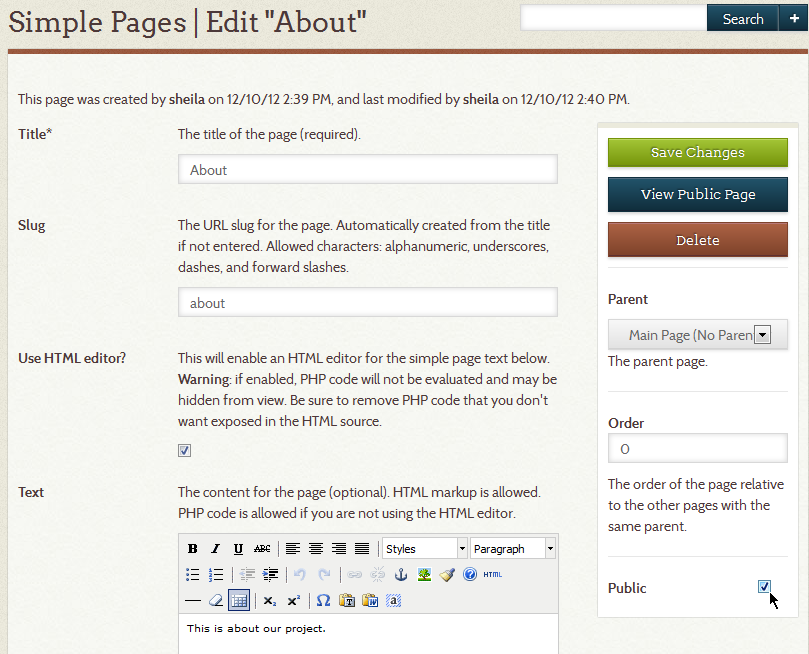 Simple Pages | Edit "About"
Search
+
This page was created by sheila on 12/10/12 2:39 PM, and last modified by sheila on 12/10/12 2:40 PM.
Title*
The title of the page (required).
About
Slug
The URL slug for the page. Automatically created from the title
if not entered. Allowed characters: alphanumeric, underscores,
dashes, and forward slashes.
about
Use HTML editor?
This will enable an HTML editor for the simple page text below.
Warning: if enabled, PHP code will not be evaluated and may be
hidden from view. Be sure to remove PHP code that you don't
want exposed in the HTML source.
Text
The content for the page (optional). HTML markup is allowed.
PHP code is allowed if you are not using the HTML editor.
B I U ABC Styles Paragraph
HTML
This is about our project.
Save Changes
View Public Page
Delete
Parent
Main Page (No Paren
The parent page.
Order
0
The order of the page relative
to the other pages with the
same parent.
Public